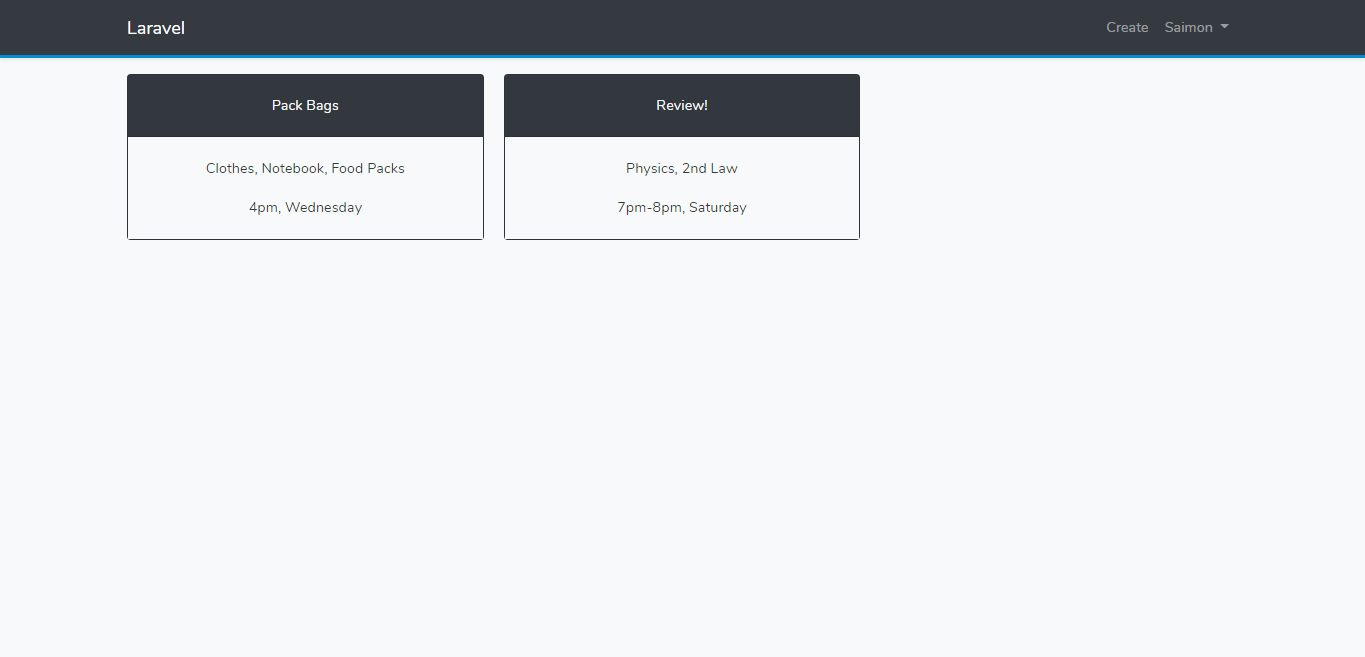 Laravel
Create
Saimon
Pack Bags
Clothes, Notebook, Food Packs
4pm, Wednesday
Review!
Physics, 2nd Law
7pm-8pm, Saturday